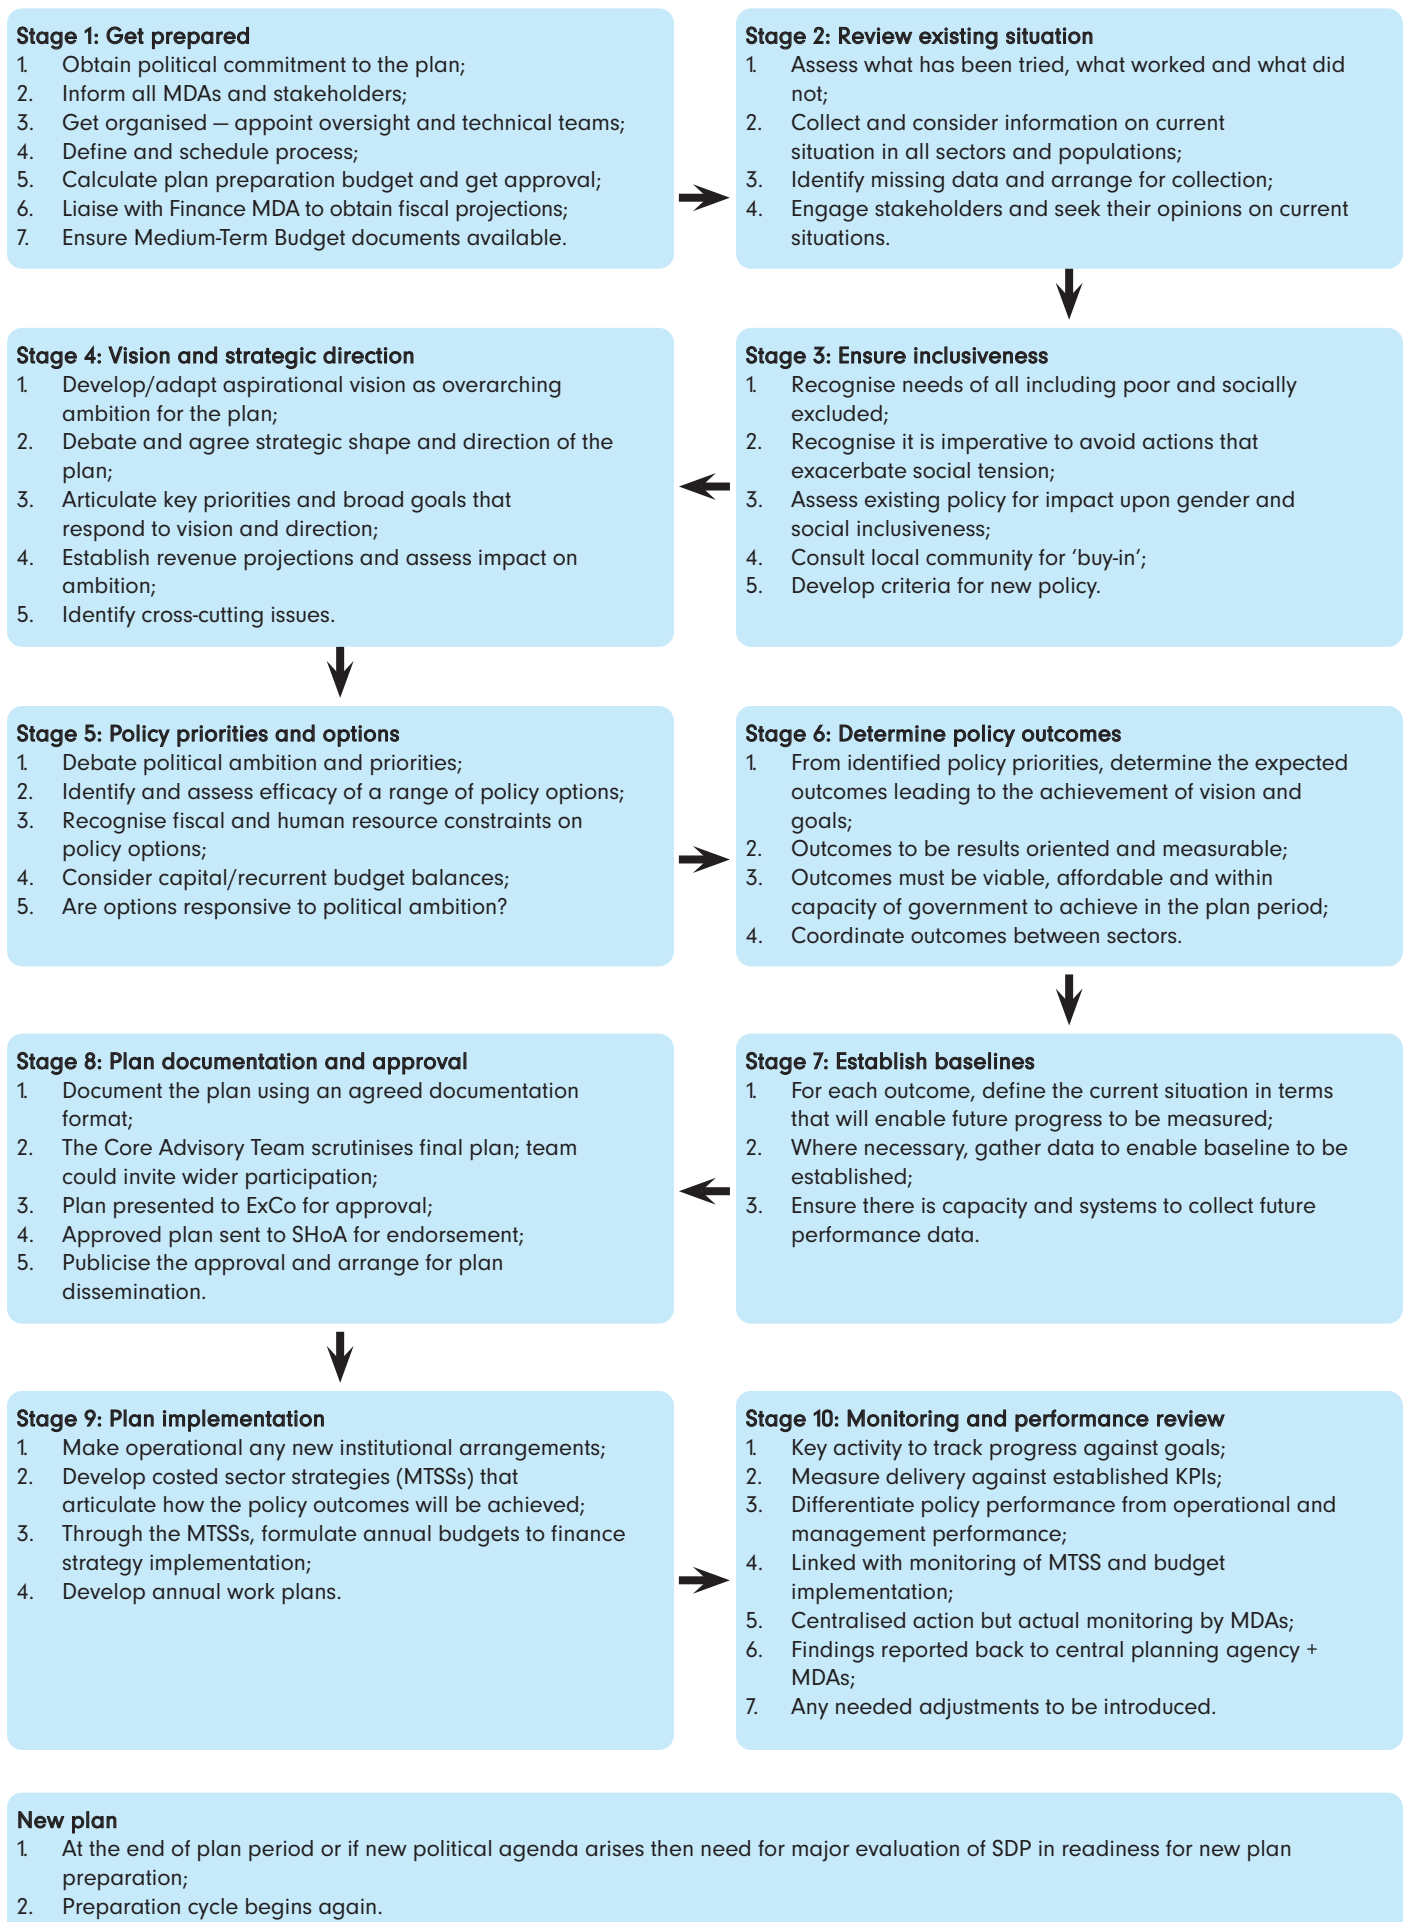 Stage 1: Get prepared
1. Obtain political commitment to the plan;
2. Inform all MDAs and stakeholders;
3. Get organised — appoint oversight and technical teams;
4. Define and schedule process;
5. Calculate plan preparation budget and get approval;
6. Liaise with Finance MDA to obtain fiscal projections;
7. Ensure Medium-Term Budget documents available.
Stage 2: Review existing situation
1. Assess what has been tried, what worked and what did
not;
2. Collect and consider information on current
situation in all sectors and populations;
3. Identify missing data and arrange for collection;
4. Engage stakeholders and seek their opinions on current
situations.
Stage 3: Ensure inclusiveness
1. Recognise needs of all including poor and socially
excluded;
2. Recognise it is imperative to avoid actions that
exacerbate social tension;
3. Assess existing policy for impact upon gender and
social inclusiveness;
4. Consult local community for ‘buy-in’;
5. Develop criteria for new policy.
Stage 4: Vision and strategic direction
1. Develop/adapt aspirational vision as overarching
ambition for the plan;
2. Debate and agree strategic shape and direction of the
plan;
3. Articulate key priorities and broad goals that
respond to vision and direction;
4. Establish revenue projections and assess impact on
ambition;
5. Identify cross-cutting issues.
Stage 5: Policy priorities and options
1. Debate political ambition and priorities;
2. Identify and assess efficacy of a range of policy options;
3. Recognise fiscal and human resource constraints on
policy options;
4. Consider capital/recurrent budget balances;
5. Are options responsive to political ambition?
Stage 6: Determine policy outcomes
1. From identified policy priorities, determine the expected
outcomes leading to the achievement of vision and
goals;
2. Outcomes to be results oriented and measurable;
3. Outcomes must be viable, affordable and within
capacity of government to achieve in the plan period;
4. Coordinate outcomes between sectors.
Stage 7: Establish baselines
1. For each outcome, define the current situation in terms
that will enable future progress to be measured;
2. Where necessary, gather data to enable baseline to be
established;
3. Ensure there is capacity and systems to collect future
performance data.
Stage 8: Plan documentation and approval
1. Document the plan using an agreed documentation
format;
2. The Core Advisory Team scrutinises final plan; team
could invite wider participation;
3. Plan presented to ExCo for approval;
4. Approved plan sent to SHoA for endorsement;
5. Publicise the approval and arrange for plan
dissemination.
Stage 9: Plan implementation
1. Make operational any new institutional arrangements;
2. Develop costed sector strategies (MTSSs) that
articulate how the policy outcomes will be achieved;
3. Through the MTSSs, formulate annual budgets to finance
strategy implementation;
4. Develop annual work plans.
Stage 10: Monitoring and performance review
1. Key activity to track progress against goals;
2. Measure delivery against established KPIs;
3. Differentiate policy performance from operational and
management performance;
4. Linked with monitoring of MTSS and budget
implementation;
5. Centralised action but actual monitoring by MDAs;
6. Findings reported back to central planning agency +
MDAs;
7. Any needed adjustments to be introduced.
New plan
1. At the end of plan period or if new political agenda arises then need for major evaluation of SDP in readiness for new plan
preparation;
2. Preparation cycle begins again.